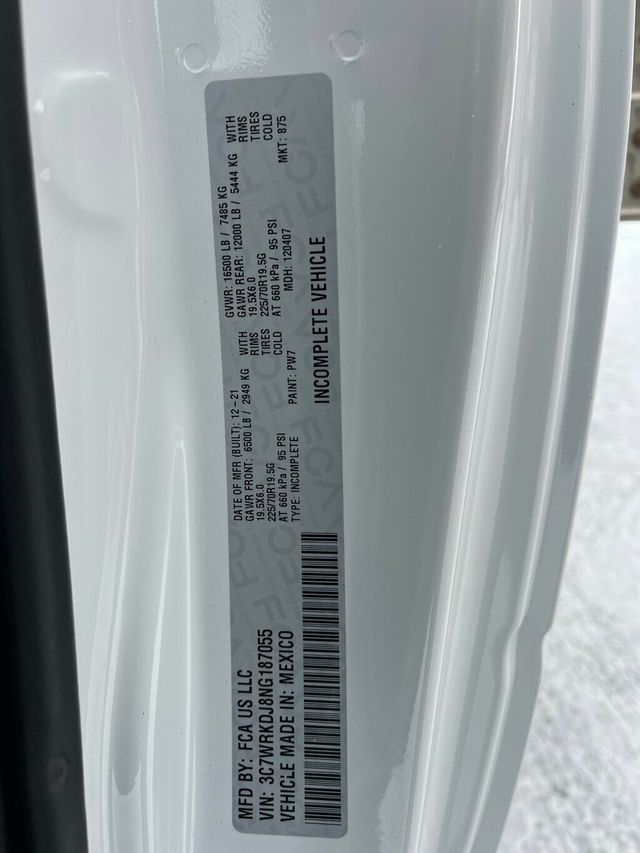 MFD BY: FCA US LLC
DATE OF MFR (BUILT): 12-21
GVWR: 16500 LB / 7485 KG
GAWR FRONT: 6500 LB / 2949 KG WITH
GAWR REAR: 12000 LB / 5444 KG WITH
19.5X6.0 RIMS
19.5X6.0 RIMS
225/70R19.5G TIRES
225/70R19.5G TIRES
AT 660 kPa / 95 PSI COLD
AT 660 kPa / 95 PSI COLD
VIN: 3C7WRKDJ8NG187055
TYPE: INCOMPLETE
PAINT: PW7
MDH: 120407
MKT: 875
VEHICLE MADE IN: MEXICO
INCOMPLETE VEHICLE